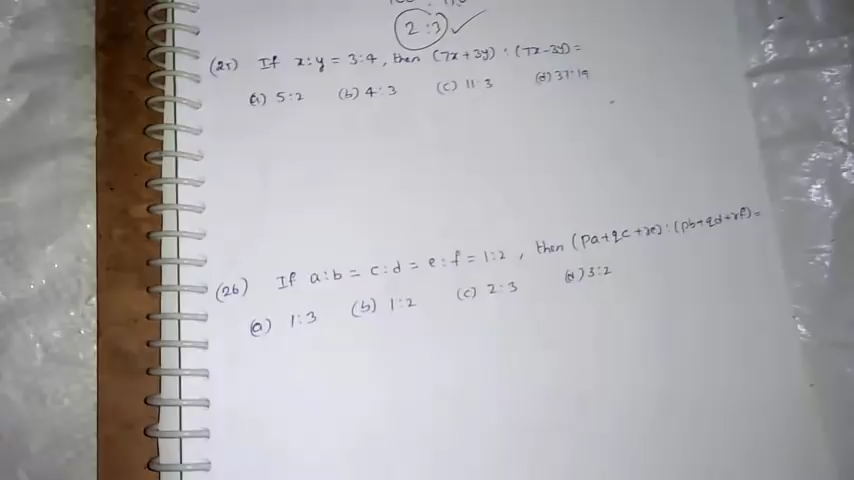 2:3
(25) If x:y = 3:4, then (7x+3y) : (7x-3y) =
(a) 5:2 (b) 4:3 (c) 11:3 (d) 37:19
(26) If a:b = c:d = e:f = 1:2, then (pa+qc+re):(pb+qd+rf)=
(a) 1:3 (b) 1:2 (c) 2:3 (d) 3:2